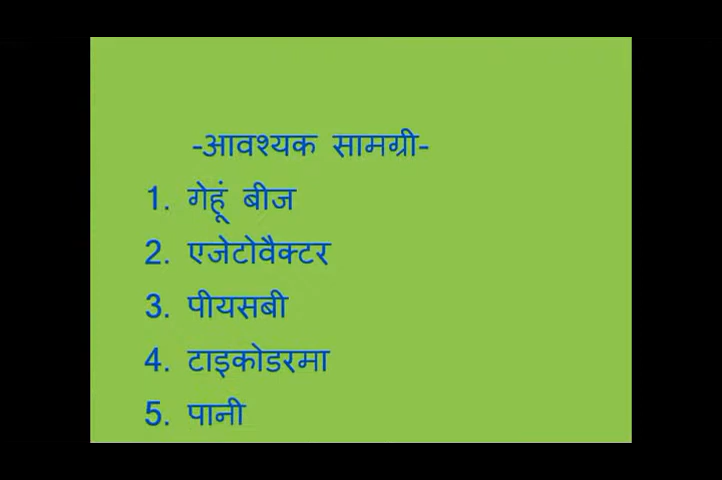 -आवश्यक सामग्री-
1. गेहूं बीज
2. एजेटोवैक्टर
3. पीयसबी
4. टाइकोडरमा
5. पानी